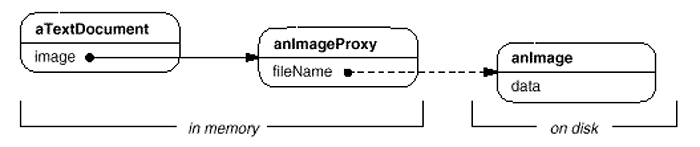 aTextDocument
image
anImageProxy
fileName
anImage
data
in memory
on disk